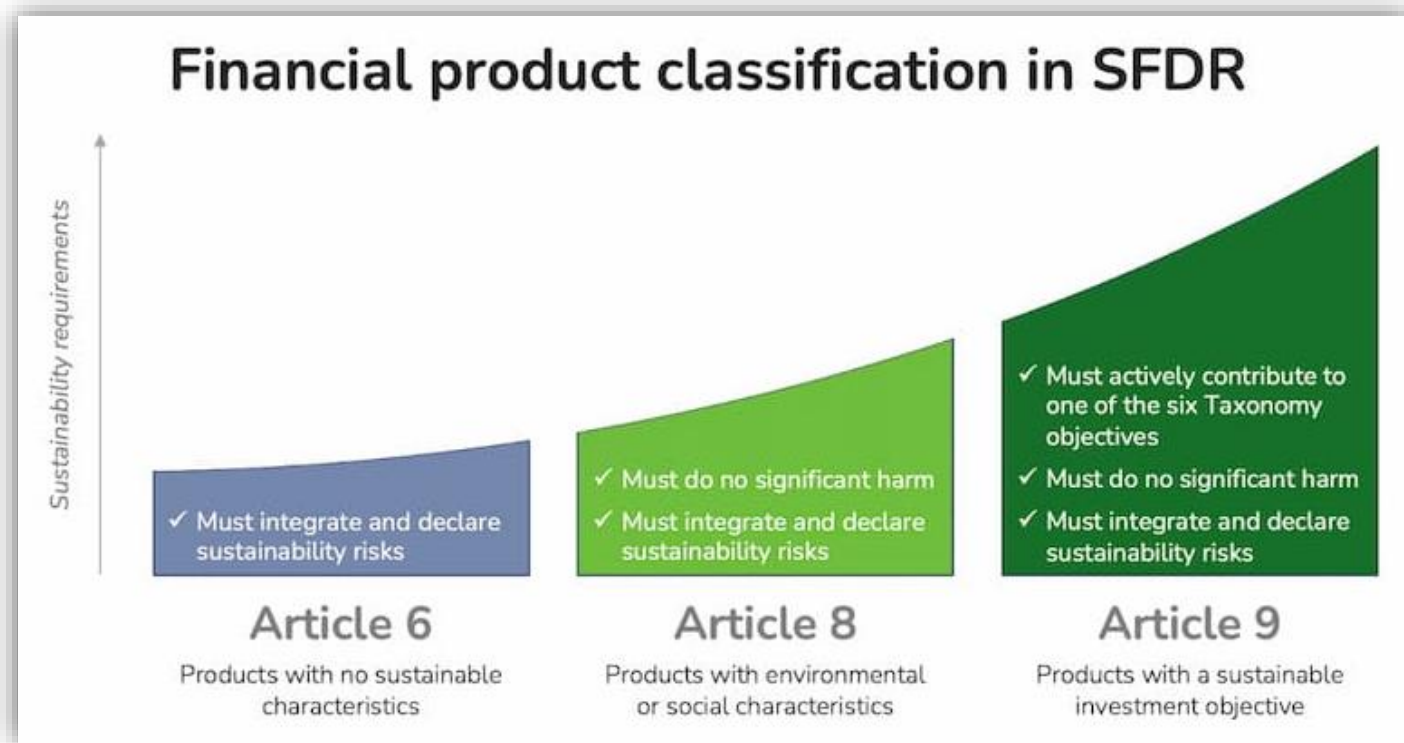 Financial product classification in SFDR
Sustainability requirements
✓ Must integrate and declare
sustainability risks
Article 6
Products with no sustainable
characteristics
✓ Must do no significant harm
✓ Must integrate and declare
sustainability risks
Article 8
Products with environmental
or social characteristics
✓ Must actively contribute to
one of the six Taxonomy
objectives
✓ Must do no significant harm
✓ Must integrate and declare
sustainability risks
Article 9
Products with a sustainable
investment objective